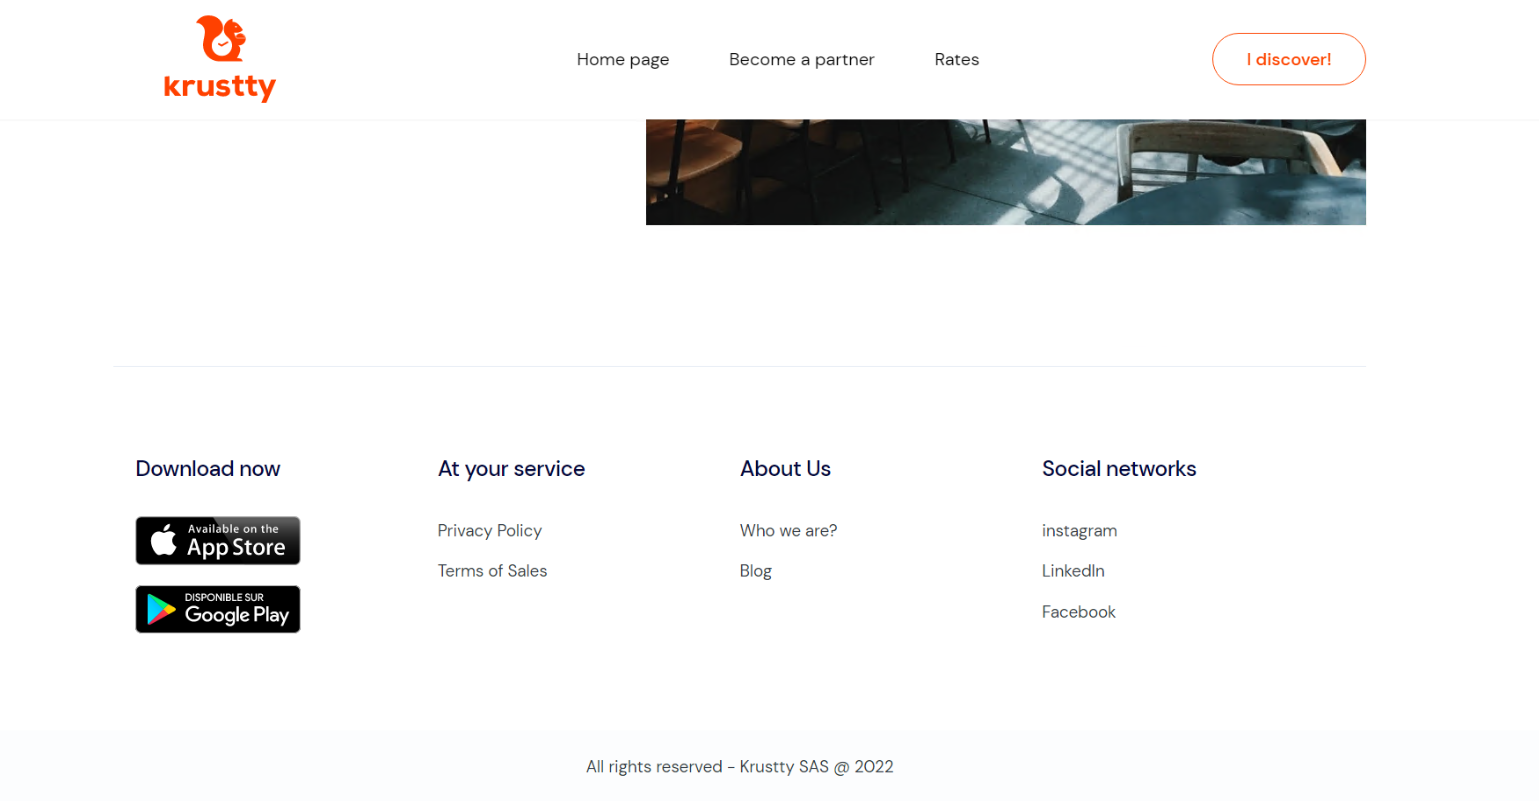 krustty
Home page
Become a partner
Rates
I discover!
Download now
Available on the
App Store
DISPONIBLE SUR
Google Play
At your service
Privacy Policy
Terms of Sales
About Us
Who we are?
Blog
Social networks
instagram
LinkedIn
Facebook
All rights reserved - Krustty SAS @ 2022